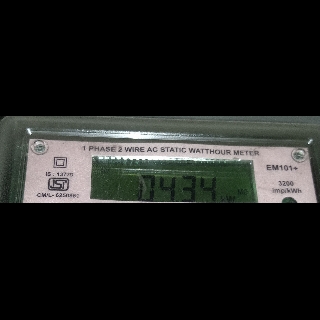 1 PHASE 2 WIRE AC STATIC WATTHOUR METER
EM101+
IS : 13779
0434
3200
imp/kWh